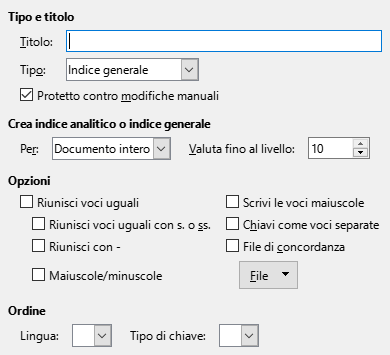 Tipo e titolo
Titolo:
Tipo: Indice generale
Protetto contro modifiche manuali
Crea indice analitico o indice generale
Per: Documento intero Valuta fino al livello: 10
Opzioni
Riunisci voci uguali Scrivi le voci maiuscole
Riunisci voci uguali con s. o ss. Chiavi come voci separate
Riunisci con - File di concordanza
Maiuscole/minuscole File
Ordine
Lingua: Tipo di chiave: